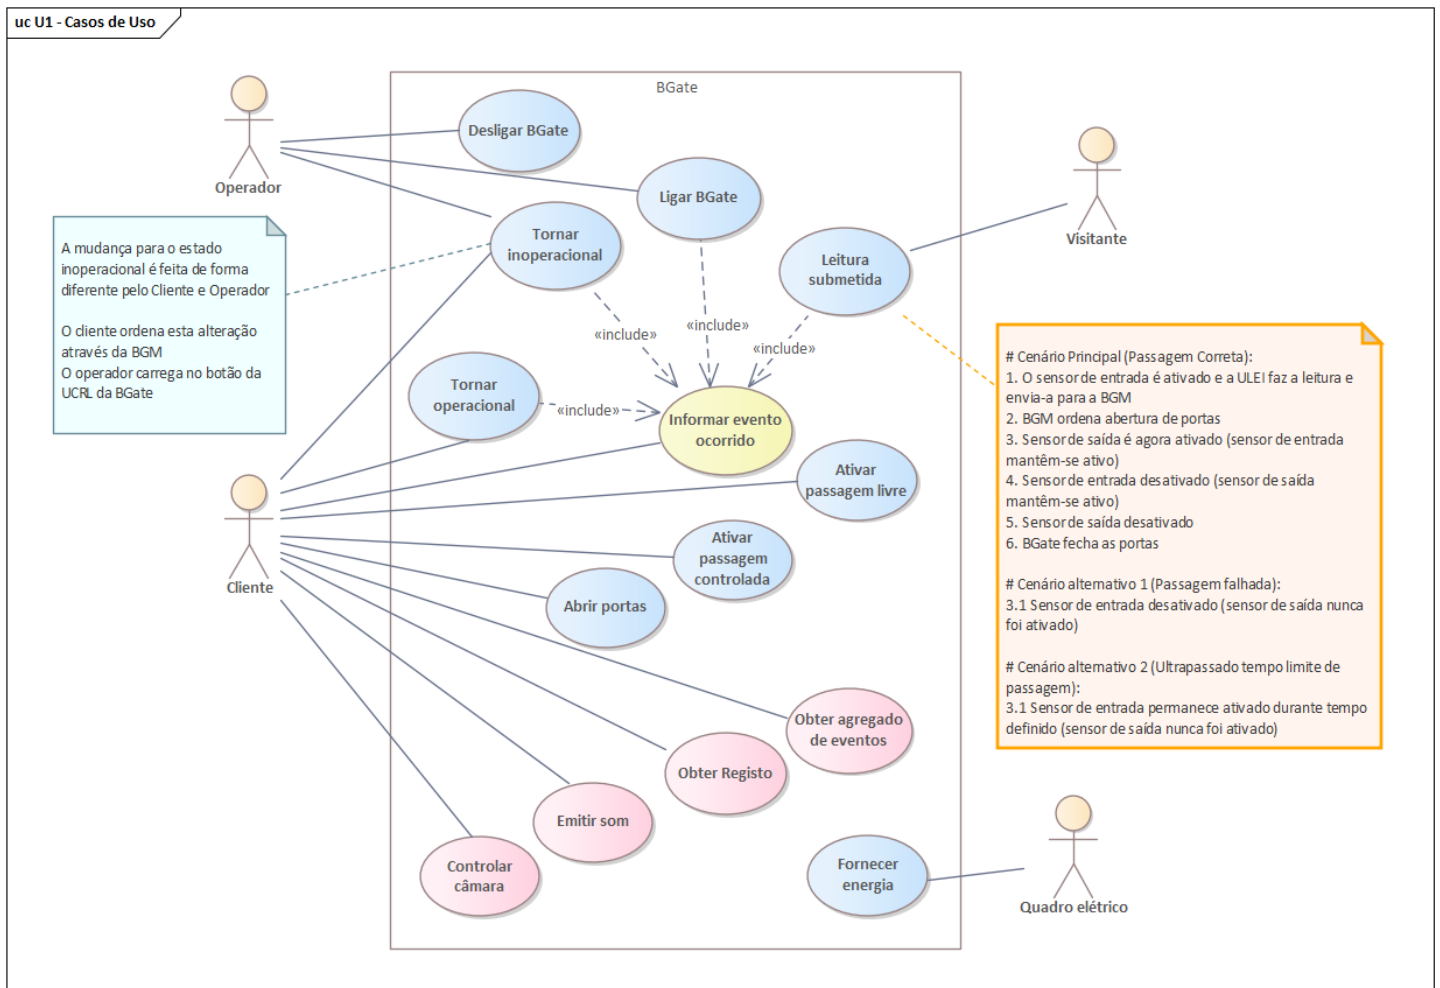 uc U1 - Casos de Uso
BGate
Operador
Desligar BGate
Ligar BGate
Visitante
Tornar
inoperacional
Leitura
submetida
A mudança para o estado
inoperacional é feita de forma
diferente pelo Cliente e Operador
O cliente ordena esta alteração
através da BGM
O operador carrega no botão da
UCRL da BGate
«include»
«include»
«include»
«include»
Tornar
operacional
Informar evento
ocorrido
# Cenário Principal (Passagem Correta):
1. O sensor de entrada é ativado e a ULEI faz a leitura e
envia-a para a BGM
2. BGM ordena abertura de portas
3. Sensor de saída é agora ativado (sensor de entrada
mantêm-se ativo)
4. Sensor de entrada desativado (sensor de saída
mantêm-se ativo)
5. Sensor de saída desativado
6. BGate fecha as portas
# Cenário alternativo 1 (Passagem falhada):
3.1 Sensor de entrada desativado (sensor de saída nunca
foi ativado)
# Cenário alternativo 2 (Ultrapassado tempo limite de
passagem):
3.1 Sensor de entrada permanece ativado durante tempo
definido (sensor de saída nunca foi ativado)
Cliente
Ativar
passagem livre
Ativar
passagem
controlada
Abrir portas
Obter agregado
de eventos
Obter Registo
Emitir som
Controlar
câmara
Fornecer
energia
Quadro elétrico